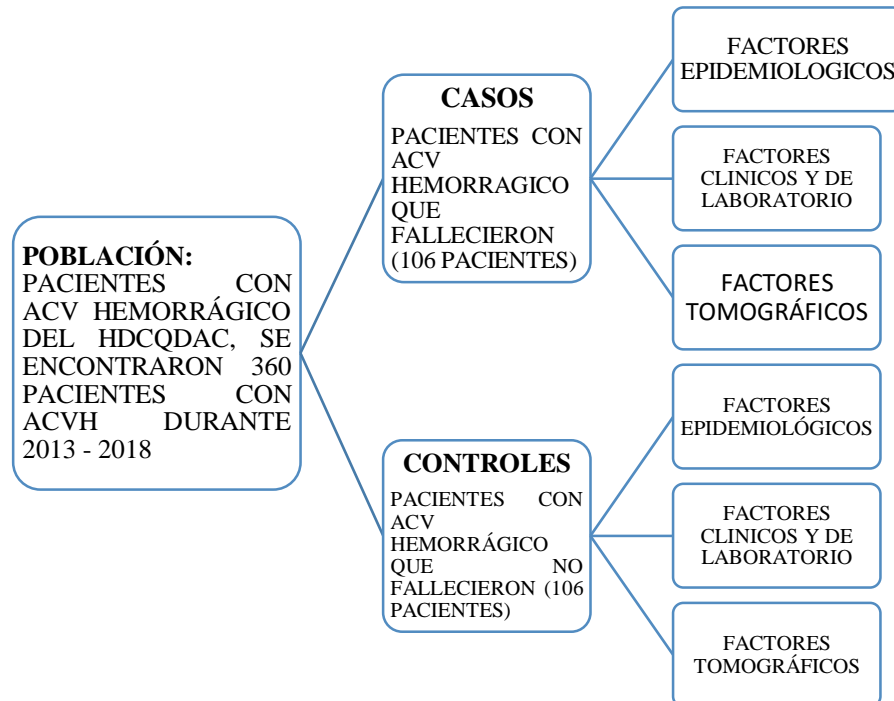 POBLACIÓN:
PACIENTES CON
ACV HEMORRÁGICO
DEL HDCQDAC, SE
ENCONTRARON 360
PACIENTES CON
ACVH DURANTE
2013 - 2018
CASOS
PACIENTES CON
ACV
HEMORRAGICO
QUE
FALLECIERON
(106 PACIENTES)
FACTORES
EPIDEMIOLOGICOS
FACTORES
CLINICOS Y DE
LABORATORIO
FACTORES
TOMOGRÁFICOS
CONTROLES
PACIENTES CON
ACV
HEMORRÁGICO
QUE NO
FALLECIERON (106
PACIENTES)
FACTORES
EPIDEMIOLÓGICOS
FACTORES
CLINICOS Y DE
LABORATORIO
FACTORES
TOMOGRÁFICOS